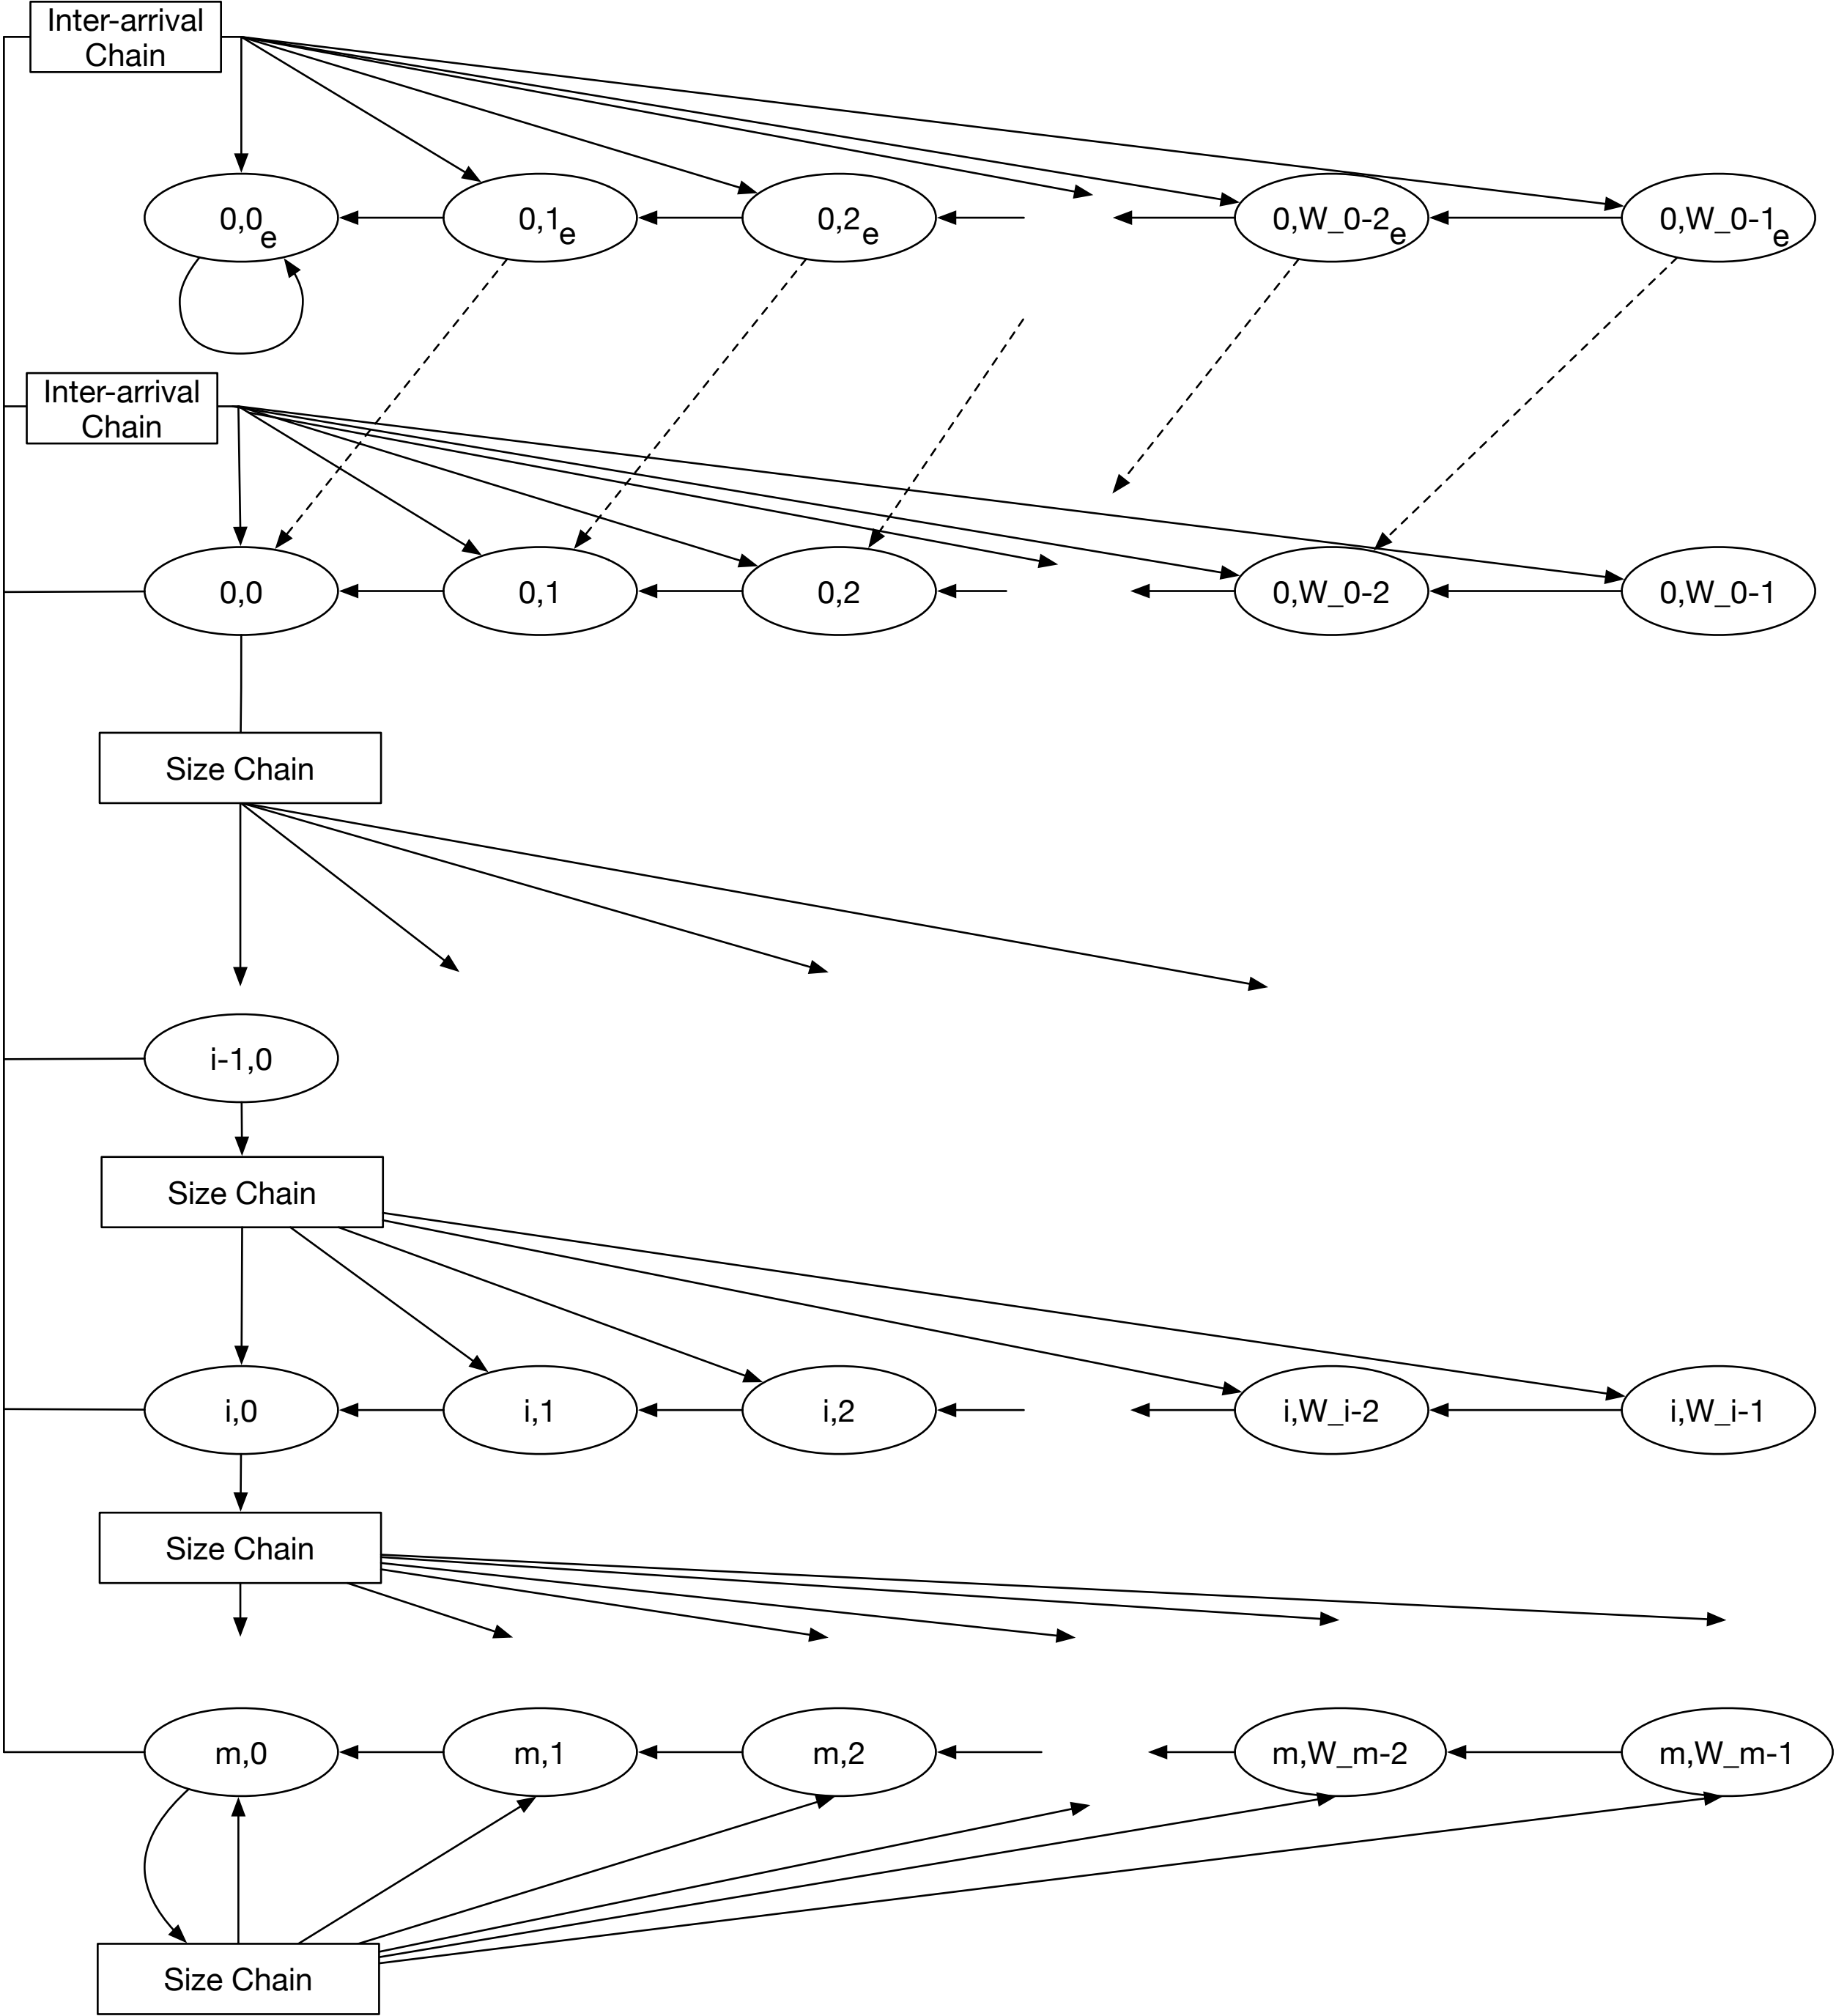 Inter-arrival
Chain
0,0e
0,1e
0,2e
0,W_0-2e
0,W_0-1e
Inter-arrival
Chain
0,0
0,1
0,2
0,W_0-2
0,W_0-1
Size Chain
i-1,0
Size Chain
i,0
i,1
i,2
i,W_i-2
i,W_i-1
Size Chain
m,0
m,1
m,2
m,W_m-2
m,W_m-1
Size Chain